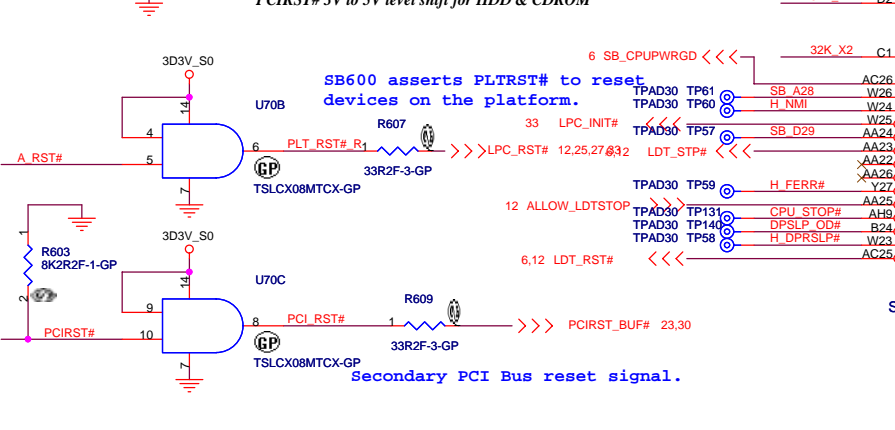 PCIRST# 3V to 5V level shift for HDD & CDROM
3D3V_S0
SB600 asserts PLTRST# to reset
devices on the platform.
U70B
14
4
5
6
7
A_RST#
PLT_RST#_R
R607
1
33R2F-3-GP
GP
TSLCX08MTCX-GP
LPC_RST# 12,25,27,33
6 SB_CPUPWRGD
32K_X2
C1
AC26
TPAD30 TP61
SB_A28
W26
TPAD30 TP60
H_NMI
W24
33 LPC_INIT#
W25
TPAD30 TP57
SB_D29
AA24
LDT_STP#
AA23
AA22
AA26
TPAD30 TP59
H_FERR#
Y27
12 ALLOW_LDTSTOP
AA25
TPAD30 TP131
CPU_STOP#
AH9
TPAD30 TP140
DPSLP_OD#
B24
TPAD30 TP58
H_DPRSLP#
W23
6,12 LDT_RST#
AC25
1
R603
8K2R2F-1-GP
2
PCIRST#
3D3V_S0
U70C
14
9
10
8
7
PCI_RST#
R609
1
33R2F-3-GP
GP
TSLCX08MTCX-GP
PCIRST_BUF# 23,30
Secondary PCI Bus reset signal.